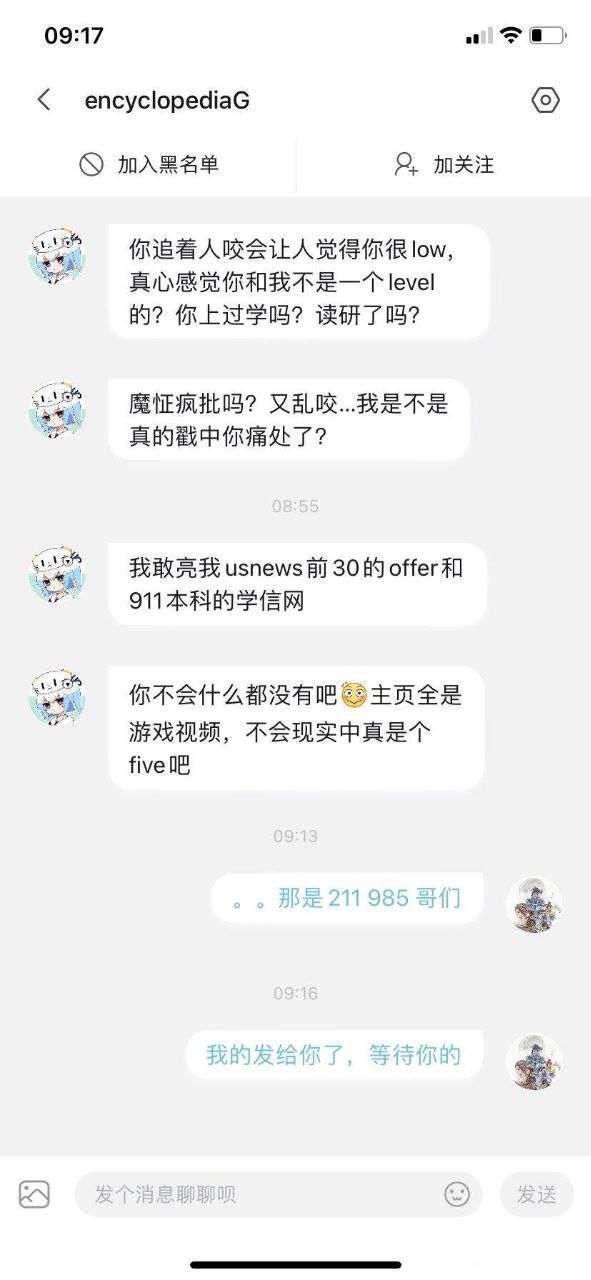 09:17
encyclopediaG
加入黑名单
加关注
你追着人咬会让人觉得你很low，
真心感觉你和我不是一个level
的？你上过学吗？读研了吗？
魔怔疯批吗？又乱咬...我是不是
真的戳中你痛处了？
08:55
我敢亮我usnews前30的offer和
911本科的学信网
你不会什么都没有吧😳主页全是
游戏视频，不会现实中真是个
five吧
09:13
。。那是 211 985 哥们
09:16
我的发给你了，等待你的
发个消息聊聊呗
发送